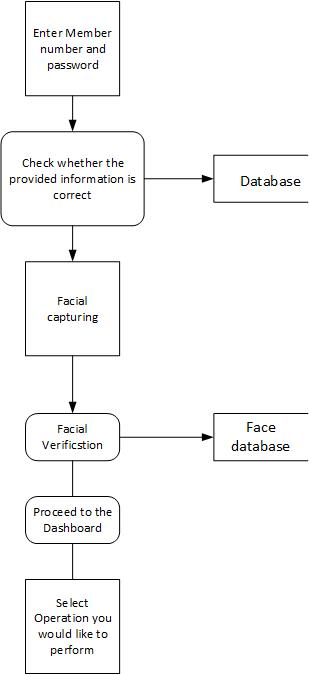 Enter Member
number and
password
Check whether the
provided information is
correct
Database
Facial
capturing
Facial
Verificstion
Face
database
Proceed to the
Dashboard
Select
Operation you
would like to
perform